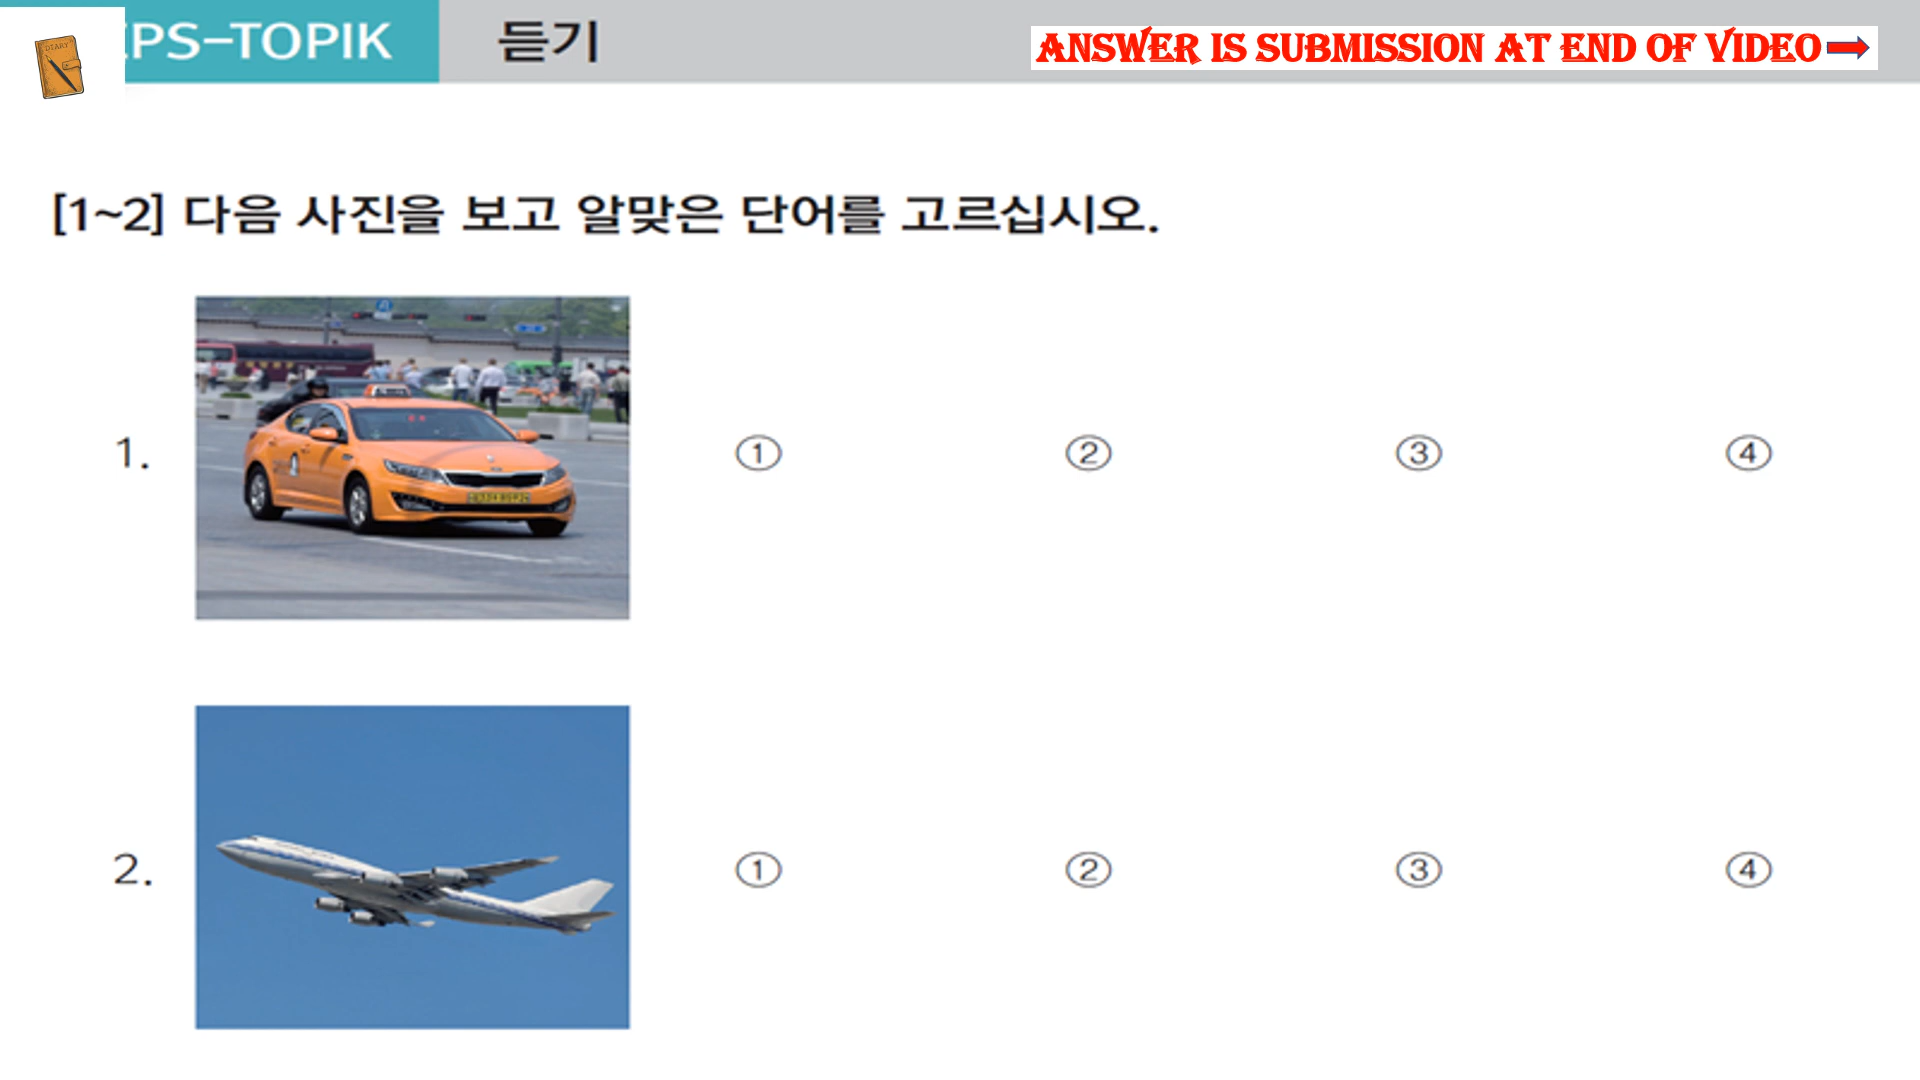 DIARY
EPS-TOPIK 듣기
ANSWER IS SUBMISSION AT END OF VIDEO
[1~2] 다음 사진을 보고 알맞은 단어를 고르십시오.
1. ① ② ③ ④
2. ① ② ③ ④